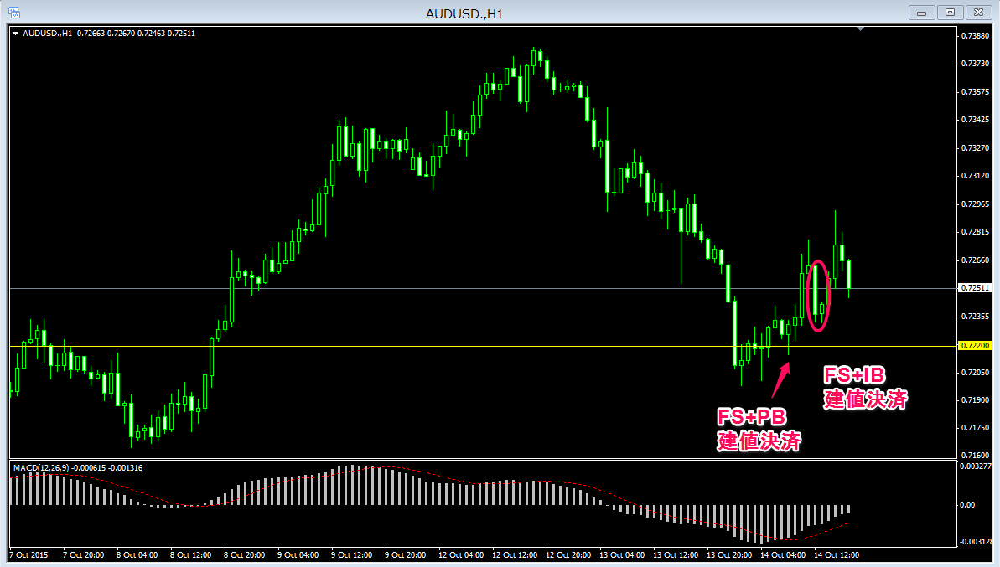 AUDUSD.,H1
AUDUSD.,H1 0.72663 0.72670 0.72463 0.72511
0.73880
0.73730
0.73575
0.73425
0.73270
0.73120
0.72965
0.72815
0.72660
0.72511
0.72355
0.72200
0.72050
0.71900
0.71750
0.71600
FS+IB
建値決済
FS+PB
建値決済
MACD(12,26,9) -0.000615 -0.001316
0.003277
0.00
-0.003128
7 Oct 2015 7 Oct 20:00 8 Oct 04:00 8 Oct 12:00 8 Oct 20:00 9 Oct 04:00 9 Oct 12:00 9 Oct 20:00 12 Oct 04:00 12 Oct 12:00 12 Oct 20:00 13 Oct 04:00 13 Oct 12:00 13 Oct 20:00 14 Oct 04:00 14 Oct 12:00